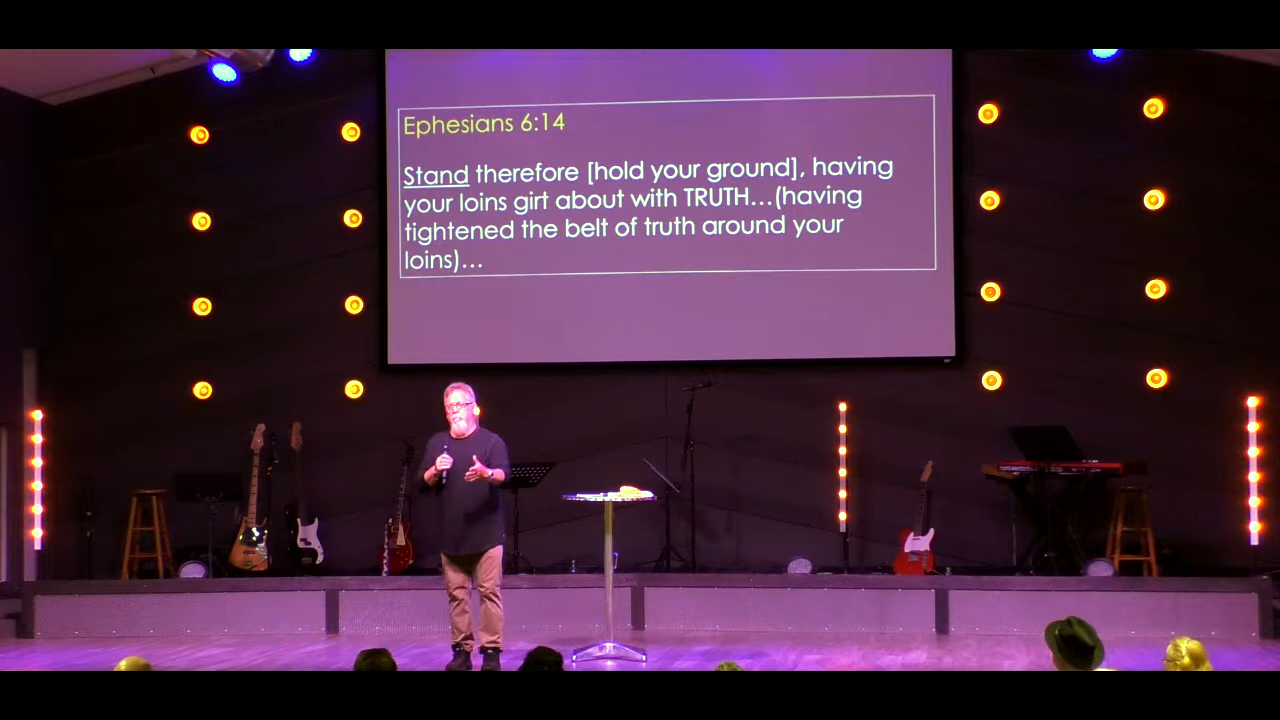 Ephesians 6:14
Stand therefore [hold your ground], having
your loins girt about with TRUTH...(having
tightened the belt of truth around your
loins)...